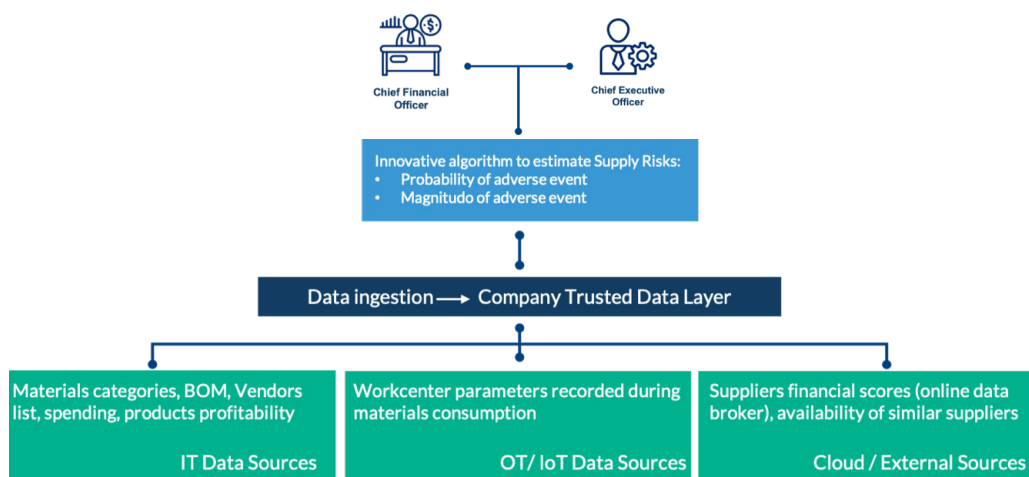 Chief Financial
Officer
Chief Executive
Officer
Innovative algorithm to estimate Supply Risks:
• Probability of adverse event
• Magnitudo of adverse event
Data ingestion → Company Trusted Data Layer
Materials categories, BOM, Vendors
list, spending, products profitability
IT Data Sources
Workcenter parameters recorded during
materials consumption
OT/ IoT Data Sources
Suppliers financial scores (online data
broker), availability of similar suppliers
Cloud / External Sources